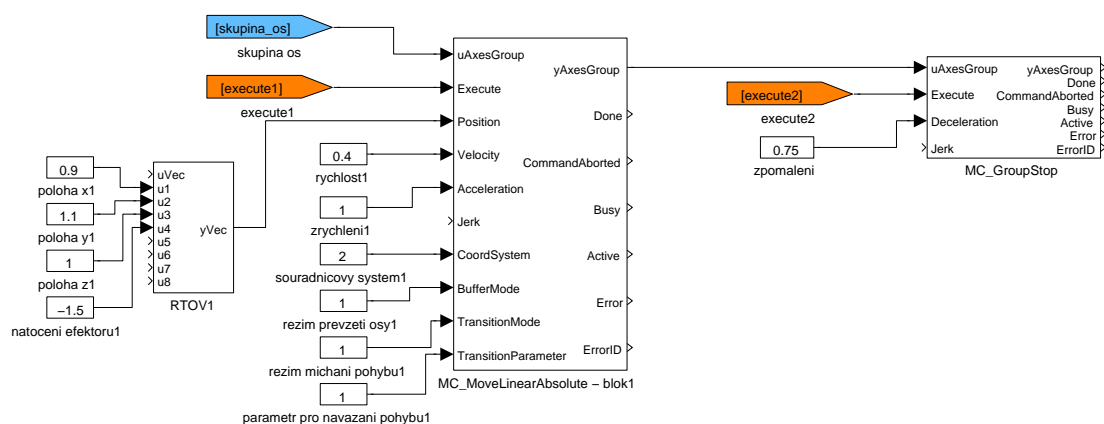 [skupina_os]
skupina os
[execute1]
execute1
0.9
poloha x1
1.1
poloha y1
1
poloha z1
−1.5
natoceni efektoru1
uVec
u1
u2
u3
u4
u5
u6
u7
u8
yVec
RTOV1
0.4
rychlost1
1
zrychleni1
2
souradnicovy system1
1
rezim prevzeti osy1
1
rezim michani pohybu1
1
parametr pro navazani pohybu1
uAxesGroup
Execute
Position
Velocity
Acceleration
Jerk
CoordSystem
BufferMode
TransitionMode
TransitionParameter
yAxesGroup
Done
CommandAborted
Busy
Active
Error
ErrorID
MC_MoveLinearAbsolute − blok1
[execute2]
execute2
0.75
zpomaleni
uAxesGroup
Execute
Deceleration
Jerk
yAxesGroup
Done
CommandAborted
Busy
Active
Error
ErrorID
MC_GroupStop